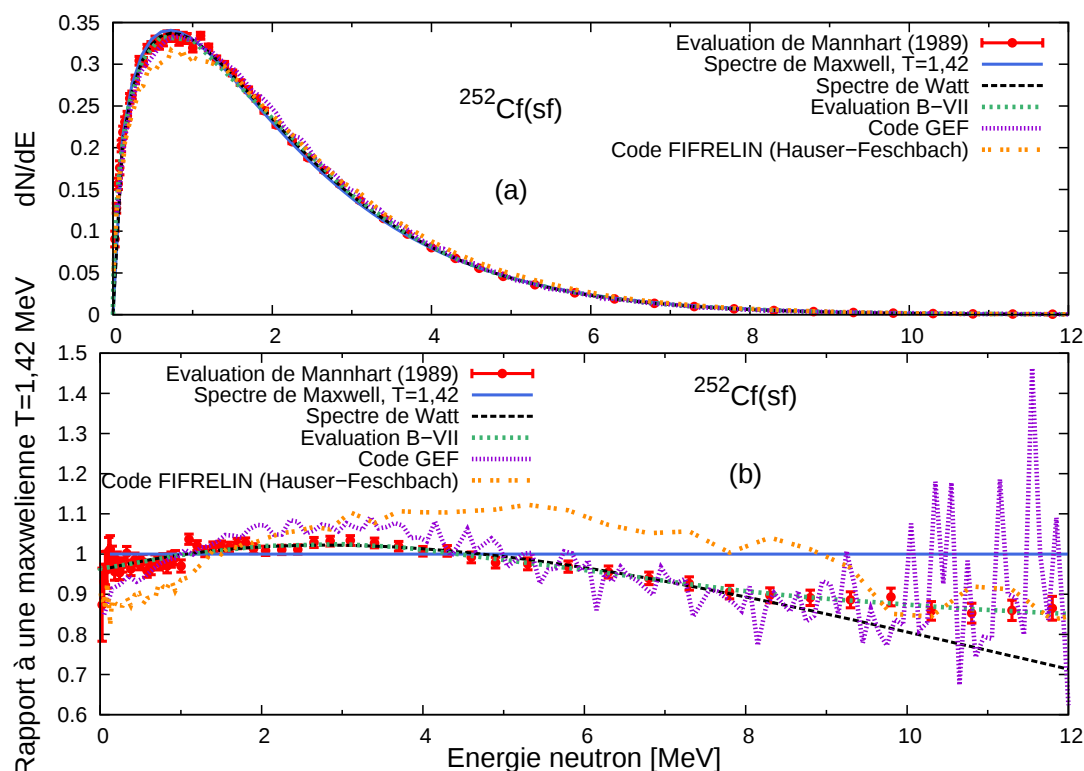 0.35
0.3
0.25
0.2
0.15
0.1
0.05
0
dN/dE
Evaluation de Mannhart (1989)
Spectre de Maxwell, T=1,42
Spectre de Watt
Evaluation B−VII
Code GEF
Code FIFRELIN (Hauser−Feschbach)
252Cf(sf)
(a)
0 2 4 6 8 10 12
1.5
1.4
1.3
1.2
1.1
1
0.9
0.8
0.7
0.6
Rapport à une maxwelienne T=1,42 MeV
Evaluation de Mannhart (1989)
Spectre de Maxwell, T=1,42
Spectre de Watt
Evaluation B−VII
Code GEF
Code FIFRELIN (Hauser−Feschbach)
252Cf(sf)
(b)
0 2 4 6 8 10 12
Energie neutron [MeV]